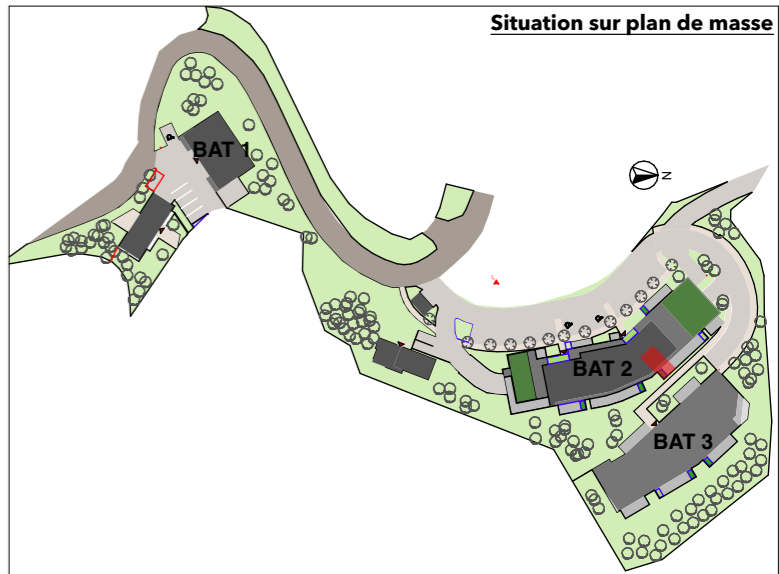 Situation sur plan de masse
BAT 1
P
N
P
P
BAT 2
BAT 3